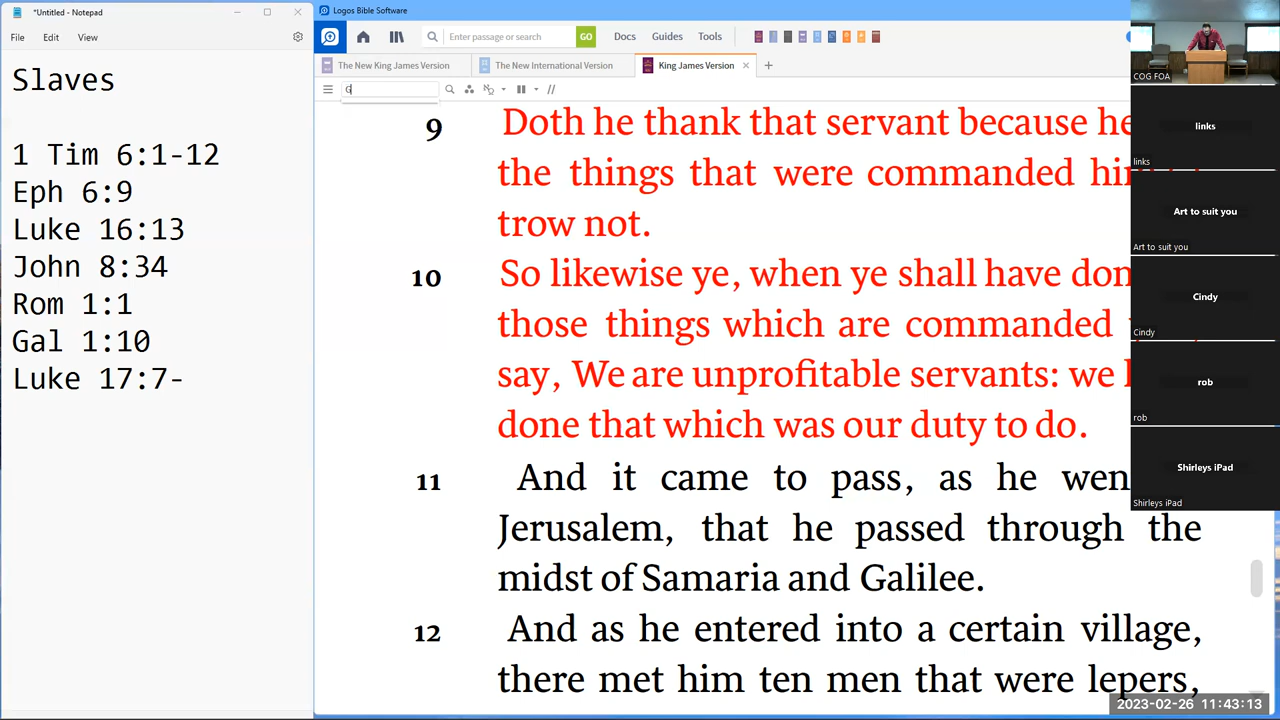 *Untitled - Notepad
File Edit View
Slaves
1 Tim 6:1-12
Eph 6:9
Luke 16:13
John 8:34
Rom 1:1
Gal 1:10
Luke 17:7-
Logos Bible Software
Enter passage or search GO Docs Guides Tools
The New King James Version The New International Version King James Version
G
9 Doth he thank that servant because he
the things that were commanded
trow not.
10 So likewise ye, when ye shall have
those things which are commanded
say, We are unprofitable servants: we
done that which was our duty to do.
11 And it came to pass, as he
Jerusalem, that he passed through the
midst of Samaria and Galilee.
12 And as he entered into a certain village,
there met him ten men that were lepers,
COG FOA
links
links
Art to suit you
Art to suit you
Cindy
Cindy
rob
rob
Shirleys iPad
Shirleys iPad
2023-02-26 11:43:13